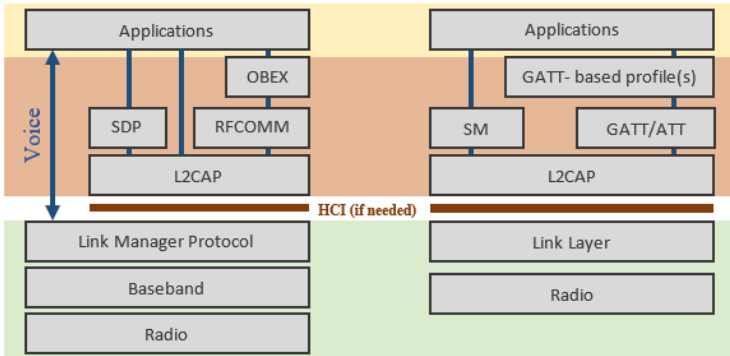 Applications
Applications
OBEX
GATT- based profile(s)
Voice
SDP
RFCOMM
SM
GATT/ATT
L2CAP
L2CAP
HCI (if needed)
Link Manager Protocol
Link Layer
Baseband
Radio
Radio